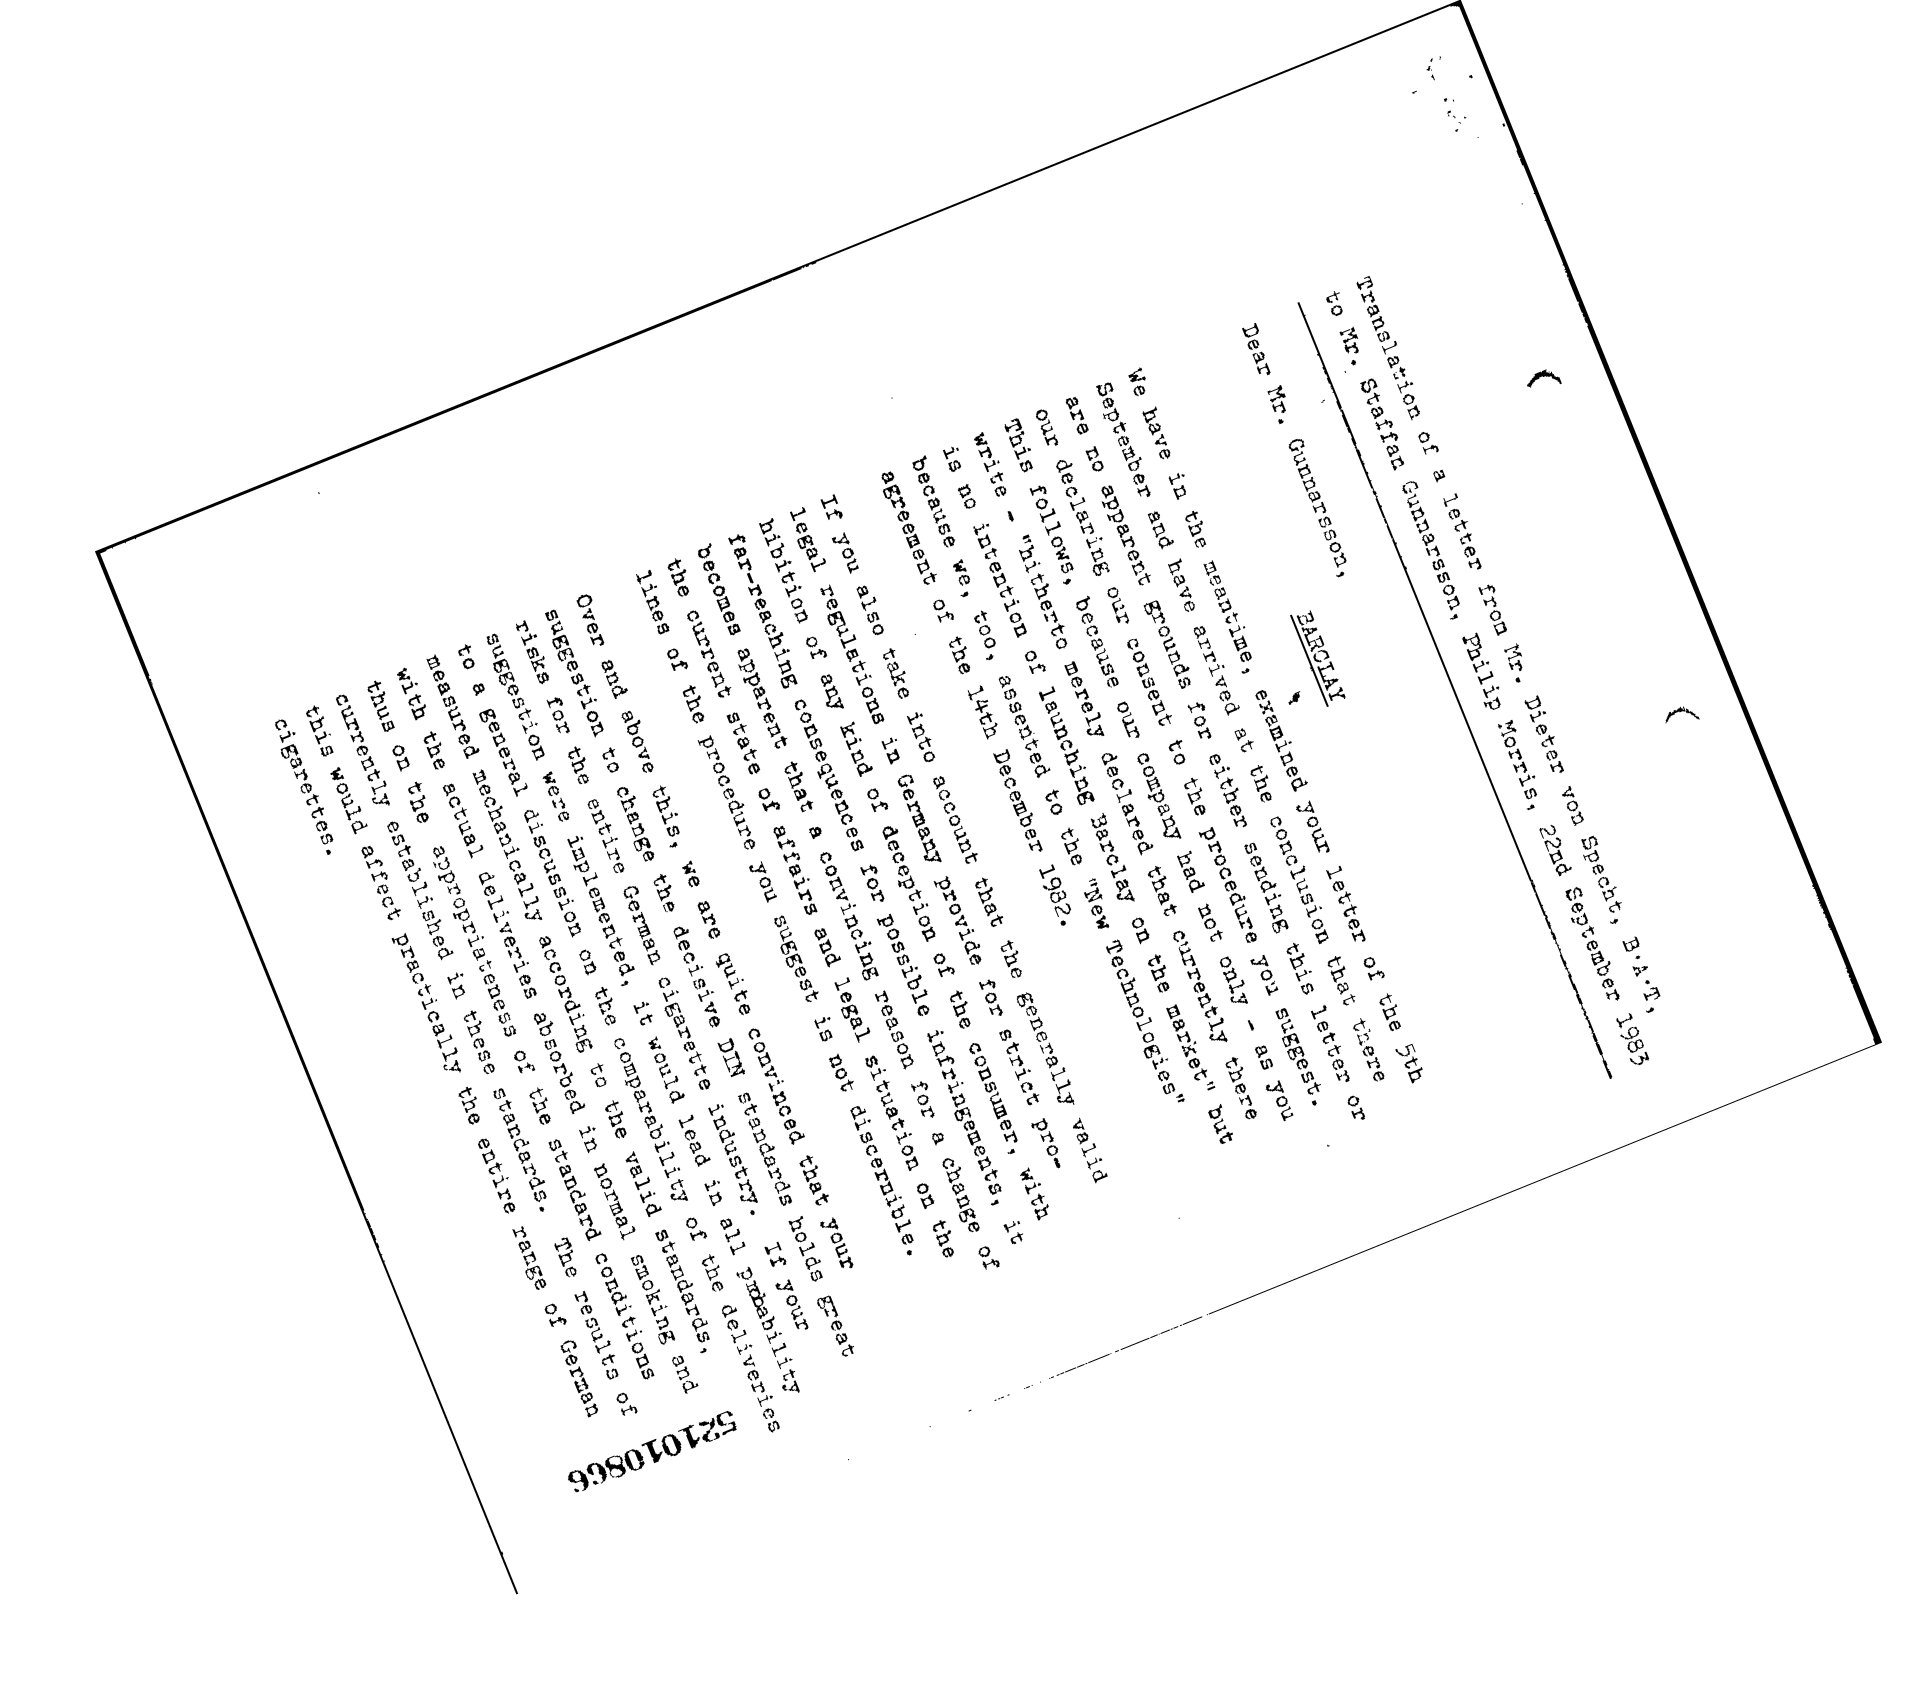 Translation of a letter from Mr. Dieter von Specht, B.A.T,
to Mr. Staffan Gunnarsson, Philip Morris, 22nd September 1983
BARCLAY
Dear Mr. Gunnarsson,
We have in the meantime, examined your letter of the 5th
September and have arrived at the conclusion that there
are no apparent grounds for either sending this letter or
our declaring our consent to the procedure you suggest.
This follows, because our company had not only - as you
write - "hitherto merely declared that currently there
is no intention of launching Barclay on the market" but
because we, too, assented to the "New Technologies"
agreement of the 14th December 1982.
If you also take into account that the generally valid
legal regulations in Germany provide for strict pro-
hibition of any kind of deception of the consumer, with
far-reaching consequences for possible infringements, it
becomes apparent that a convincing reason for a change of
the current state of affairs and legal situation on the
lines of the procedure you suggest is not discernible.
Over and above this, we are quite convinced that your
suggestion to change the decisive DIN standards holds great
risks for the entire German cigarette industry. If your
suggestion were implemented, it would lead in all probability
to a general discussion on the comparability of the deliveries
measured mechanically according to the valid standards,
with the actual deliveries absorbed in normal smoking and
thus on the appropriateness of the standard conditions
currently established in these standards. The results of
this would affect practically the entire range of German
cigarettes.
521010866